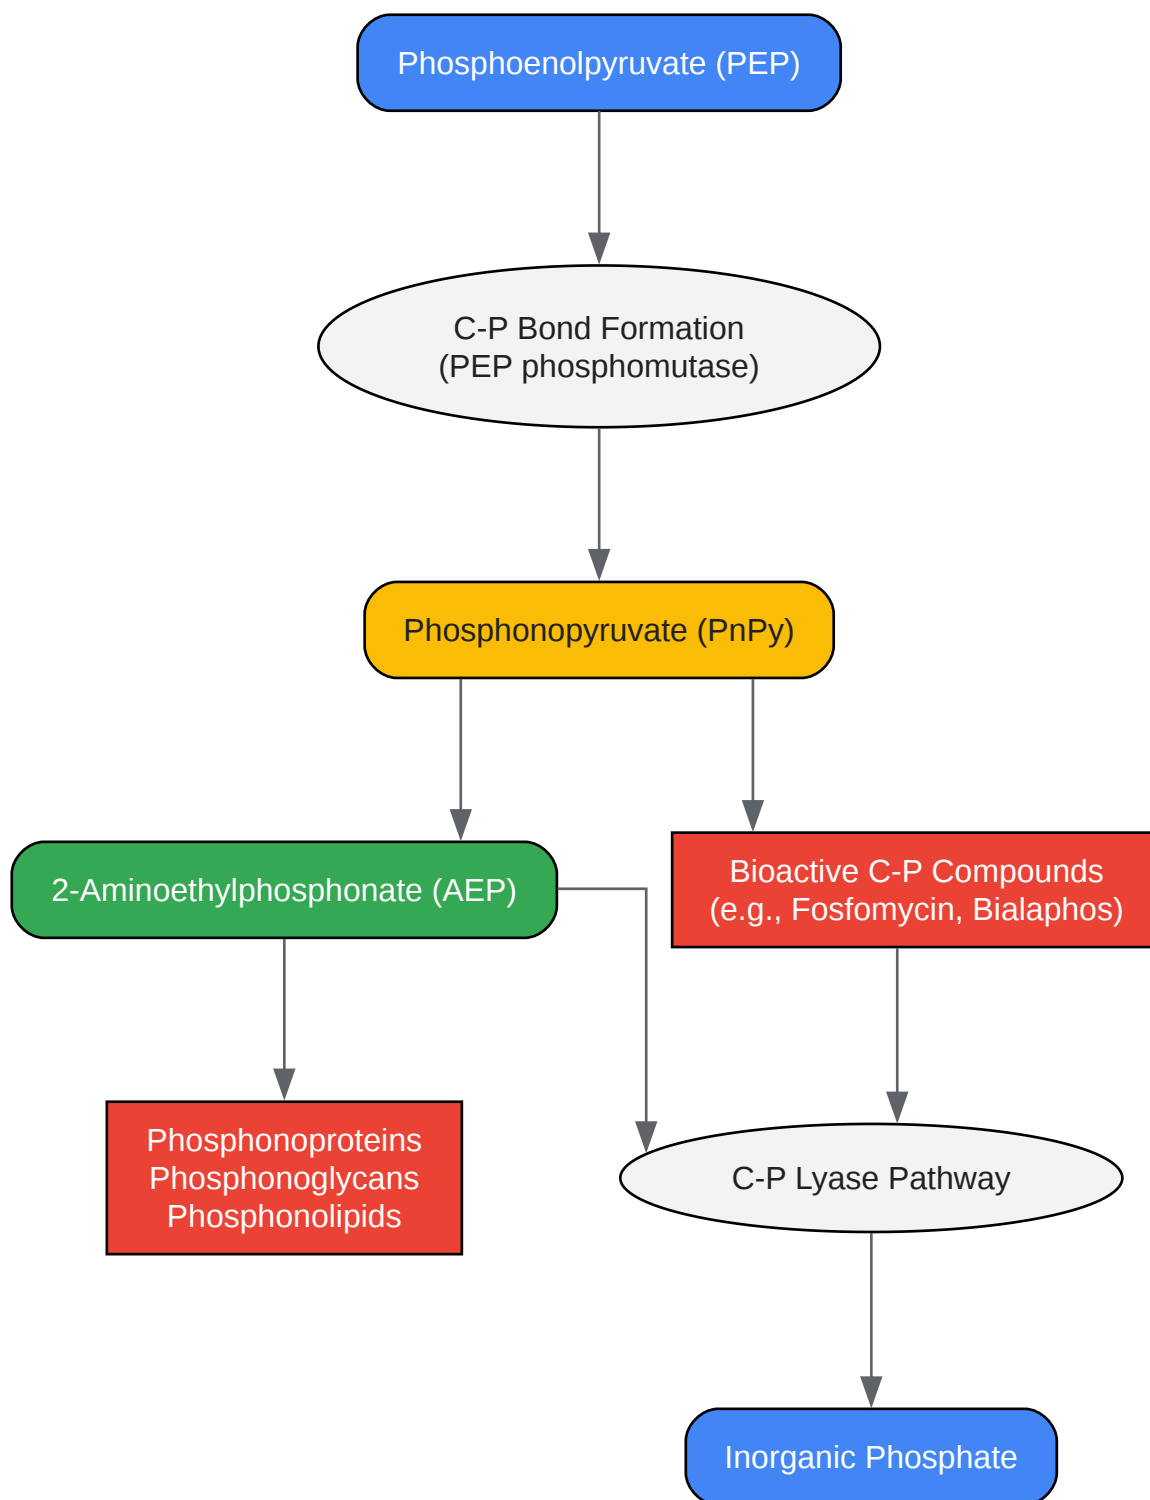 Phosphoenolpyruvate (PEP)
C-P Bond Formation
(PEP phosphomutase)
Phosphonopyruvate (PnPy)
2-Aminoethylphosphonate (AEP)
Bioactive C-P Compounds
(e.g., Fosfomycin, Bialaphos)
Phosphonoproteins
Phosphonoglycans
Phosphonolipids
C-P Lyase Pathway
Inorganic Phosphate